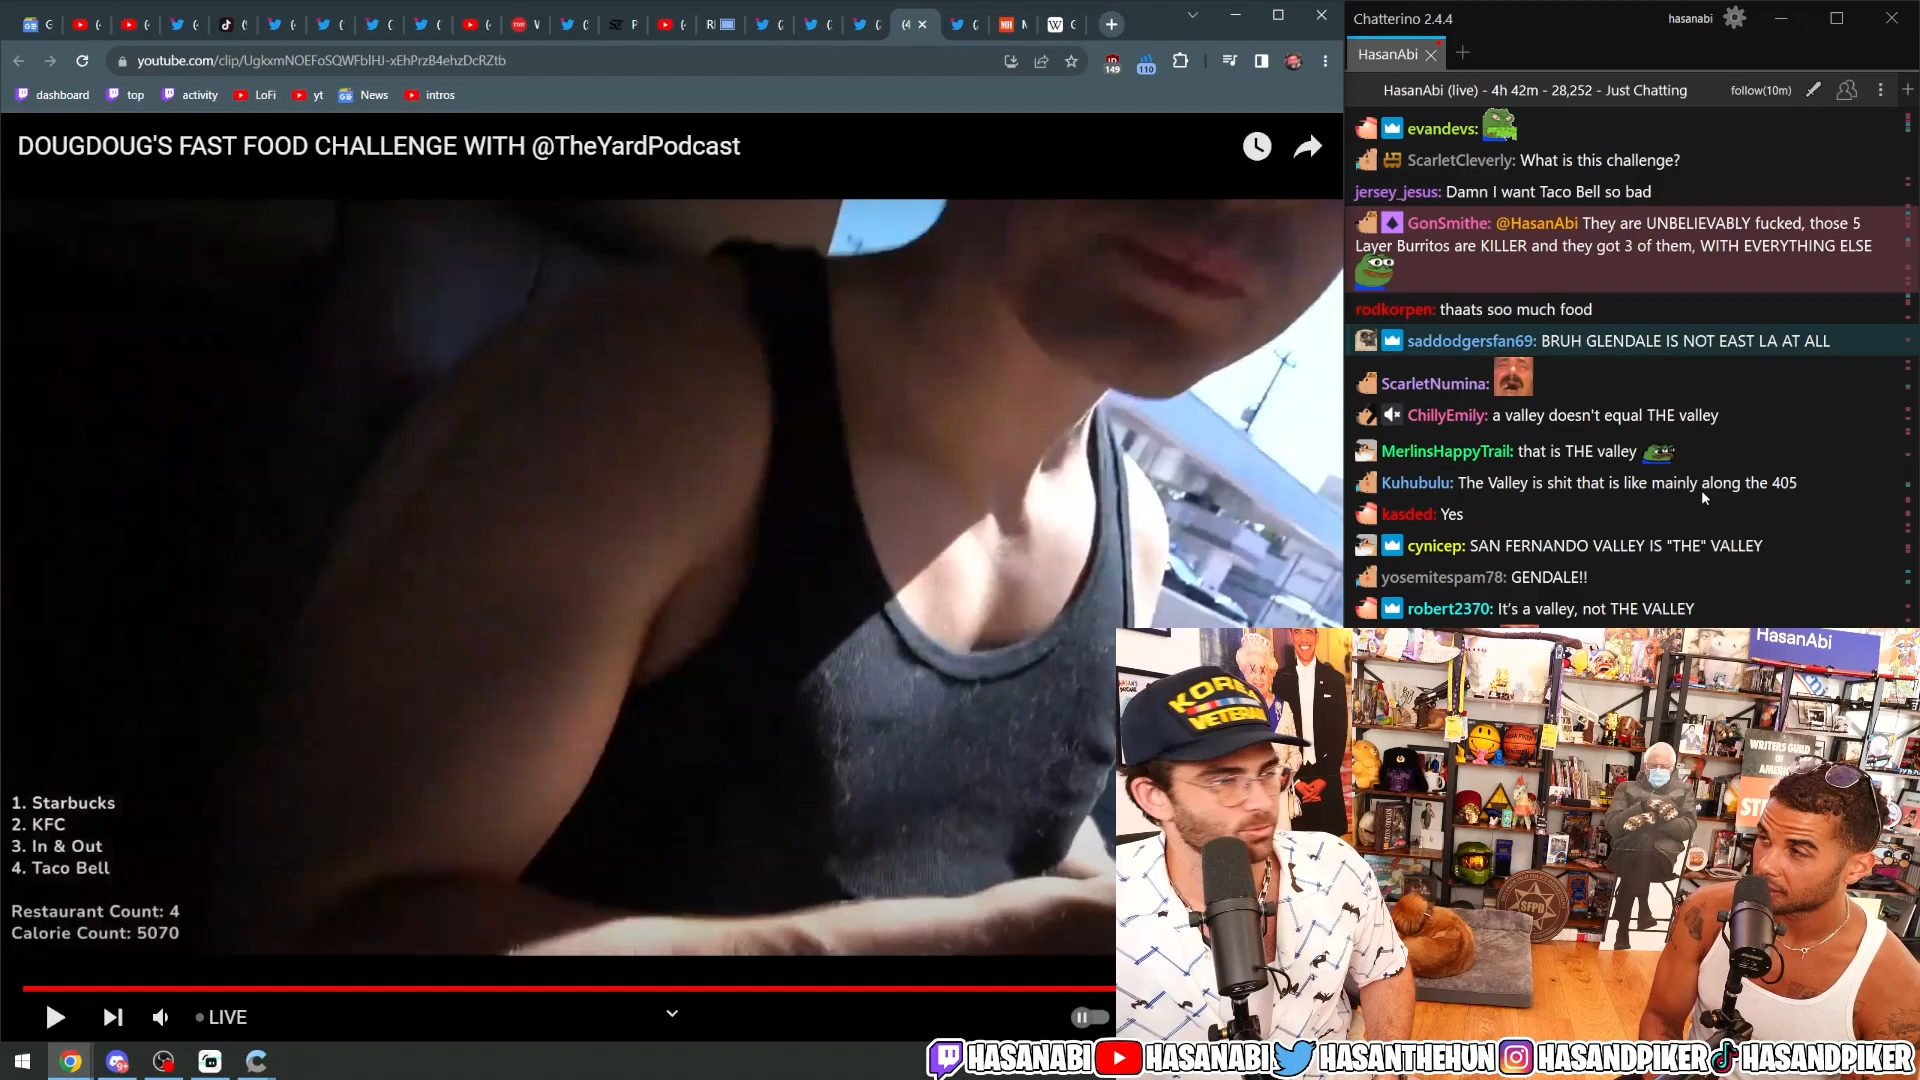 Chatterino 2.4.4
hasanabi
youtube.com/clip/UgkxmNOEFoSQWFblHJ-xEhPrzB4ehzDcRZtb
149
110
HasanAbi
dashboard
top
activity
LoFi
yt
News
intros
HasanAbi (live) - 4h 42m - 28,252 - Just Chatting
follow(10m)
DOUGDOUG'S FAST FOOD CHALLENGE WITH @TheYardPodcast
evandevs:
ScarletCleverly: What is this challenge?
jersey_jesus: Damn I want Taco Bell so bad
GonSmithe: @HasanAbi They are UNBELIEVABLY fucked, those 5
Layer Burritos are KILLER and they got 3 of them, WITH EVERYTHING ELSE
rodkorpen: thaats soo much food
saddodgersfan69: BRUH GLENDALE IS NOT EAST LA AT ALL
ScarletNumina:
ChillyEmily: a valley doesn't equal THE valley
MerlinsHappyTrail: that is THE valley
Kuhubulu: The Valley is shit that is like mainly along the 405
kasded: Yes
cynicep: SAN FERNANDO VALLEY IS "THE" VALLEY
yosemitespam78: GENDALE!!
robert2370: It's a valley, not THE VALLEY
HasanAbi
KOREA
VETERAN
WRITERS GUILD
OF AMERICA
SFPD
1. Starbucks
2. KFC
3. In & Out
4. Taco Bell
Restaurant Count: 4
Calorie Count: 5070
LIVE
HASANABI
HASANABI
HASANTHEHUN
HASANDPIKER
HASANDPIKER